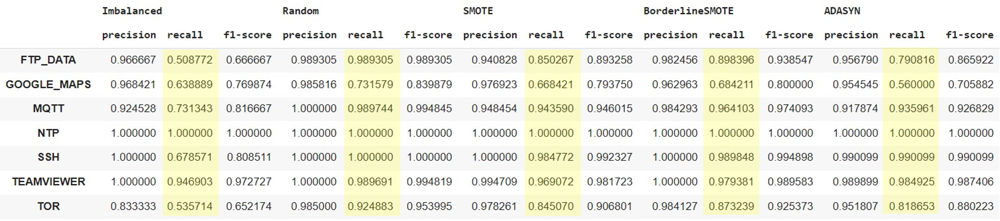 Imbalanced Random SMOTE BorderlineSMOTE ADASYN
precision recall f1-score precision recall f1-score precision recall f1-score precision recall f1-score precision recall f1-score
FTP_DATA 0.966667 0.508772 0.666667 0.989305 0.989305 0.989305 0.940828 0.850267 0.893258 0.982456 0.898396 0.938547 0.956790 0.790816 0.865922
GOOGLE_MAPS 0.968421 0.638889 0.769874 0.985816 0.731579 0.839879 0.976923 0.668421 0.793750 0.962963 0.684211 0.800000 0.954545 0.560000 0.705882
MQTT 0.924528 0.731343 0.816667 1.000000 0.989744 0.994845 0.948454 0.943590 0.946015 0.984293 0.964103 0.974093 0.917874 0.935961 0.926829
NTP 1.000000 1.000000 1.000000 1.000000 1.000000 1.000000 1.000000 1.000000 1.000000 1.000000 1.000000 1.000000 1.000000 1.000000 1.000000
SSH 1.000000 0.678571 0.808511 1.000000 1.000000 1.000000 1.000000 0.984772 0.992327 1.000000 0.989848 0.994898 0.990099 0.990099 0.990099
TEAMVIEWER 1.000000 0.946903 0.972727 1.000000 0.989691 0.994819 0.994709 0.969072 0.981723 1.000000 0.979381 0.989583 0.989899 0.984925 0.987406
TOR 0.833333 0.535714 0.652174 0.985000 0.924883 0.953995 0.978261 0.845070 0.906801 0.984127 0.873239 0.925373 0.951807 0.818653 0.880223